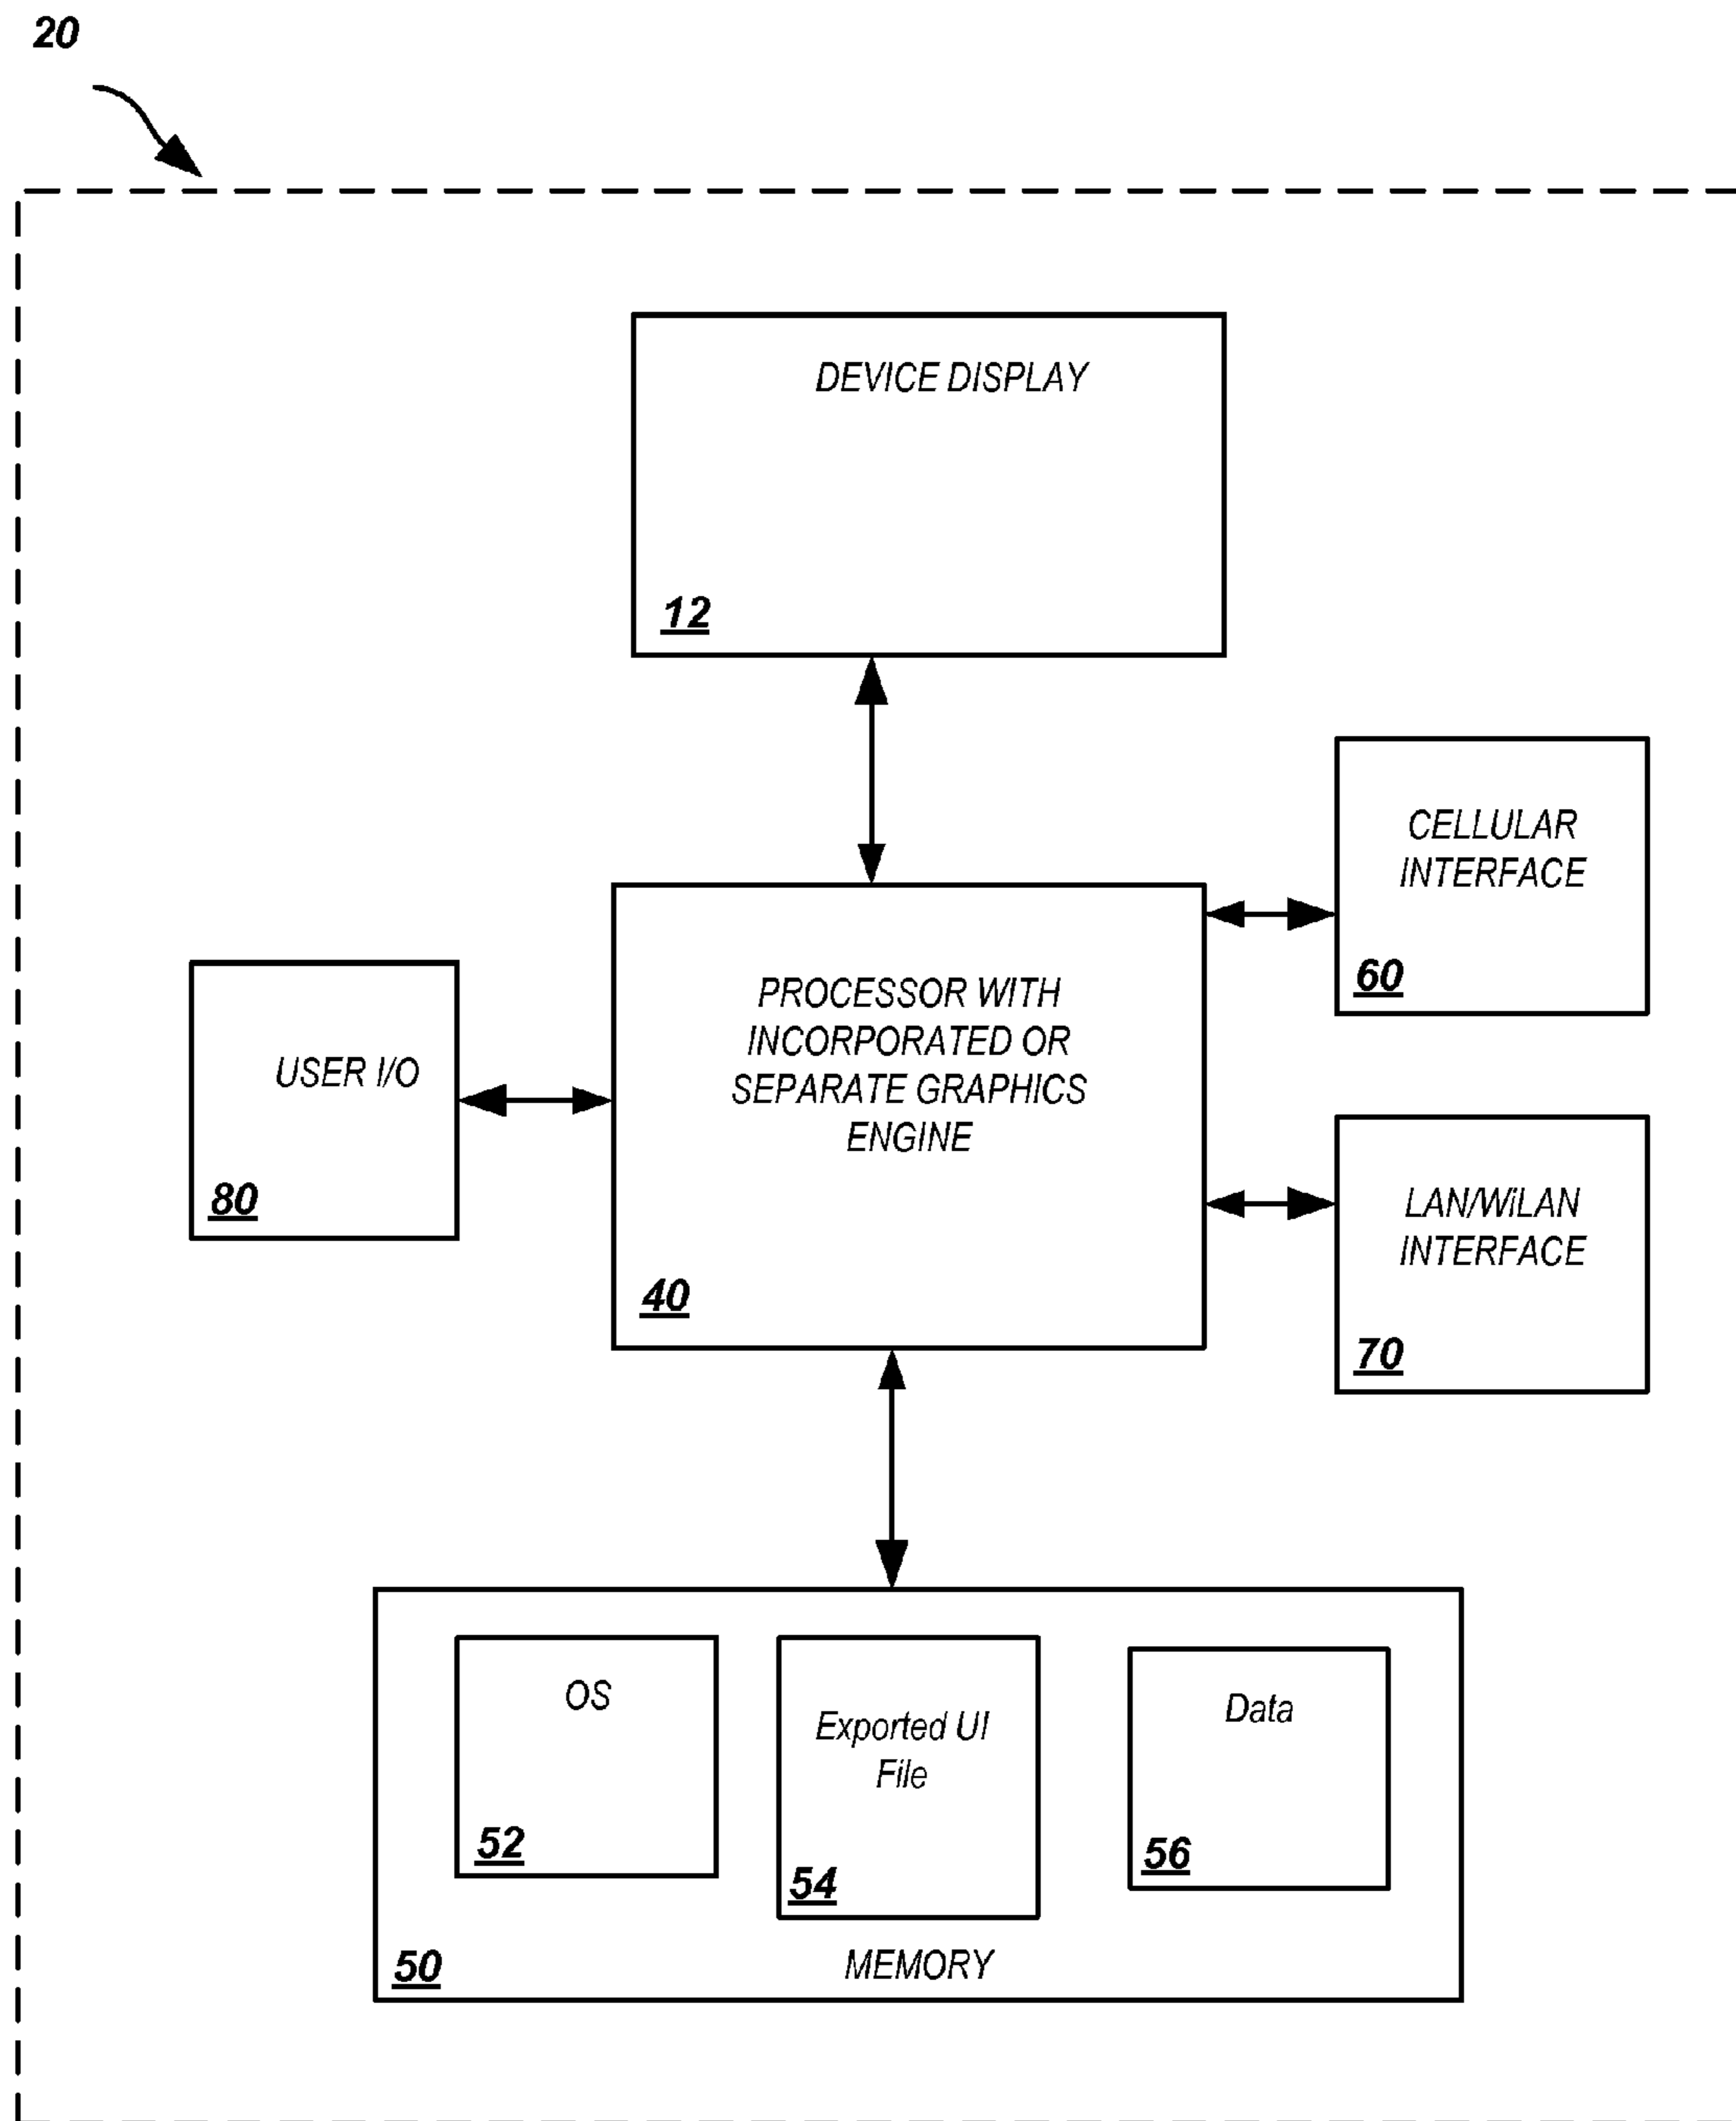 20
DEVICE DISPLAY
12
CELLULAR
INTERFACE
60
PROCESSOR WITH
INCORPORATED OR
SEPARATE GRAPHICS
ENGINE
40
USER I/O
80
LAN/WiLAN
INTERFACE
70
OS
52
Exported UI
File
54
Data
56
50
MEMORY